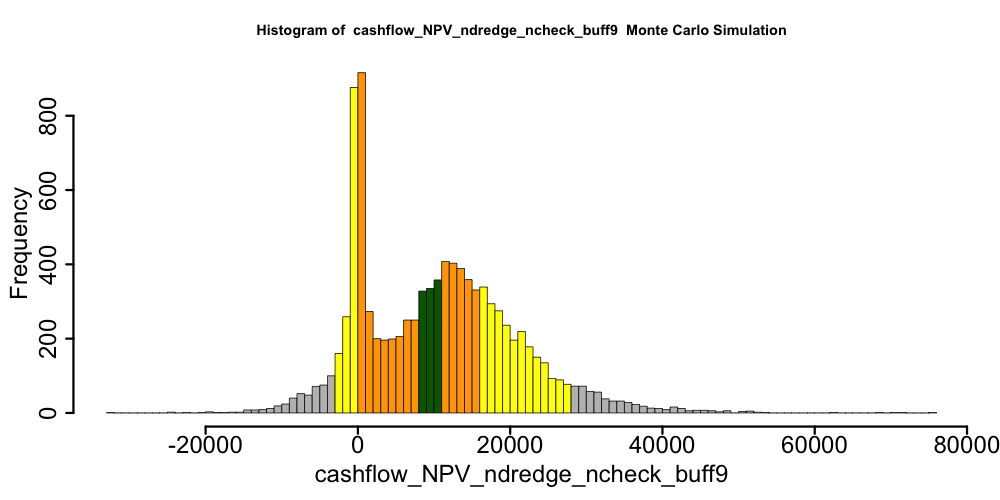 Histogram of cashflow_NPV_ndredge_ncheck_buff9 Monte Carlo Simulation
Frequency
800
600
400
200
0
-20000 0 20000 40000 60000 80000
cashflow_NPV_ndredge_ncheck_buff9